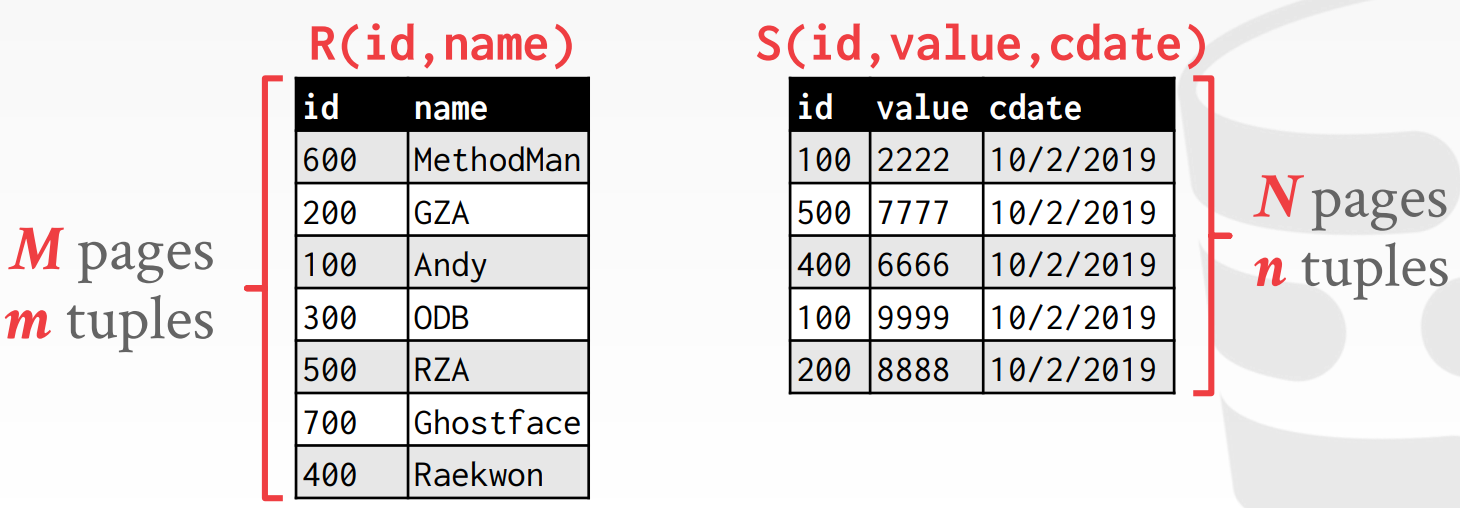 R(id,name)
S(id,value,cdate)
id name
600 MethodMan
200 GZA
100 Andy
300 ODB
500 RZA
700 Ghostface
400 Raekwon
M pages
m tuples
id value cdate
100 2222 10/2/2019
500 7777 10/2/2019
400 6666 10/2/2019
100 9999 10/2/2019
200 8888 10/2/2019
N pages
n tuples